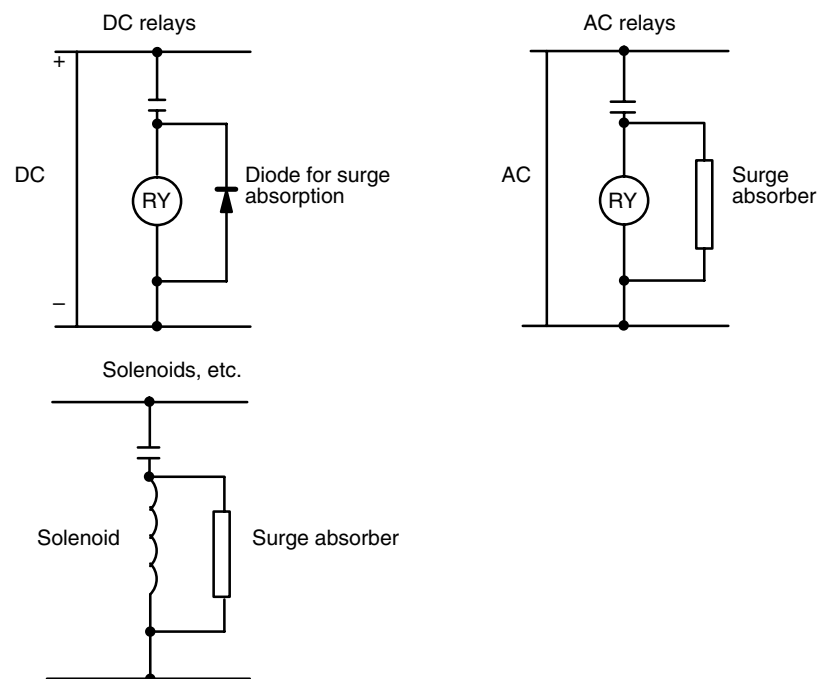 DC relays
+
DC
RY
Diode for surge
absorption
–
AC relays
AC
RY
Surge
absorber
Solenoids, etc.
Solenoid
Surge absorber